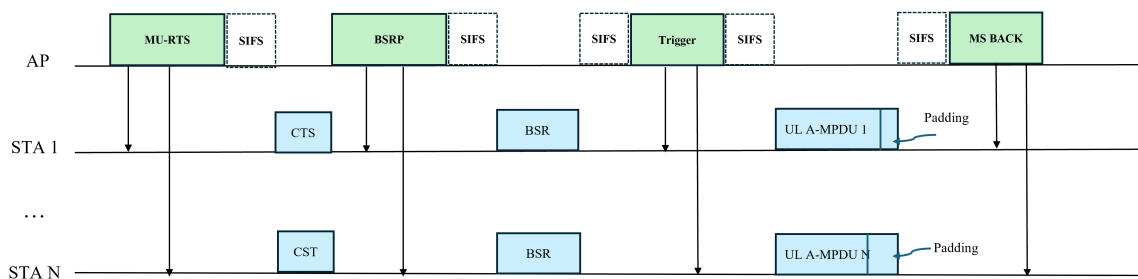 MU-RTS SIFS BSRP SIFS SIFS Trigger SIFS SIFS MS BACK
AP
CTS BSR UL A-MPDU 1 Padding
STA 1
...
CST BSR UL A-MPDU N Padding
STA N